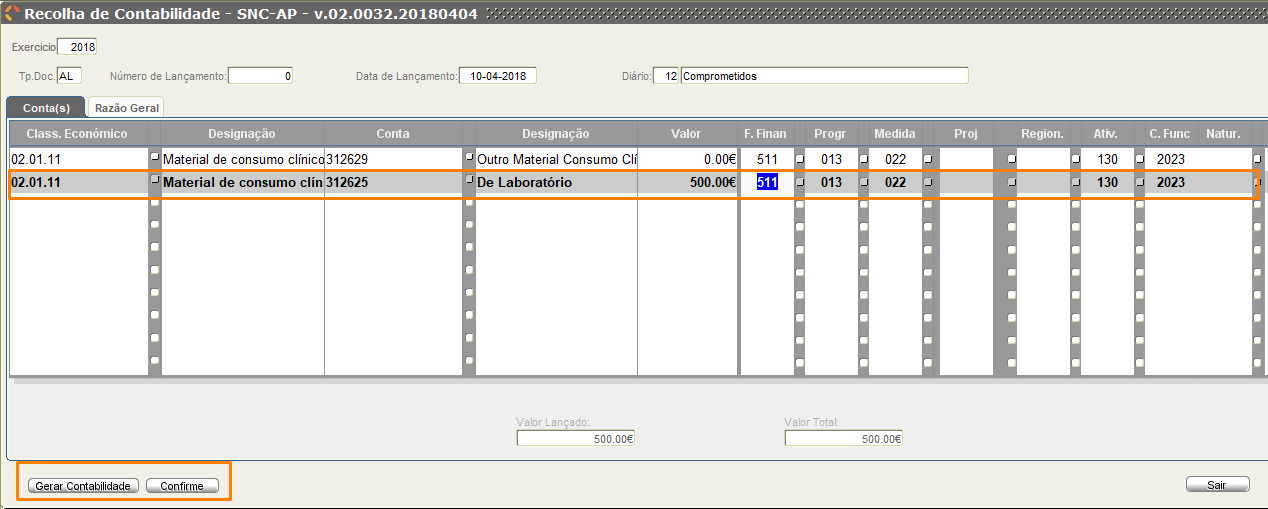 Recolha de Contabilidade - SNC-AP - v.02.0032.20180404
Exercicio 2018
Tp.Doc. AL Número de Lançamento: 0 Data de Lançamento: 10-04-2018 Diário: 12 Comprometidos
Conta(s) Razão Geral
Class. Económico Designação Conta Designação Valor F. Finan Progr Medida Proj Region. Ativ. C. Func Natur.
02.01.11 Material de consumo clínico 312629 Outro Material Consumo Clí 0.00€ 511 013 022 130 2023
02.01.11 Material de consumo clín 312625 De Laboratório 500.00€ 511 013 022 130 2023
Valor Lançado: Valor Total:
500.00€ 500.00€
Gerar Contabilidade Confirme Sair